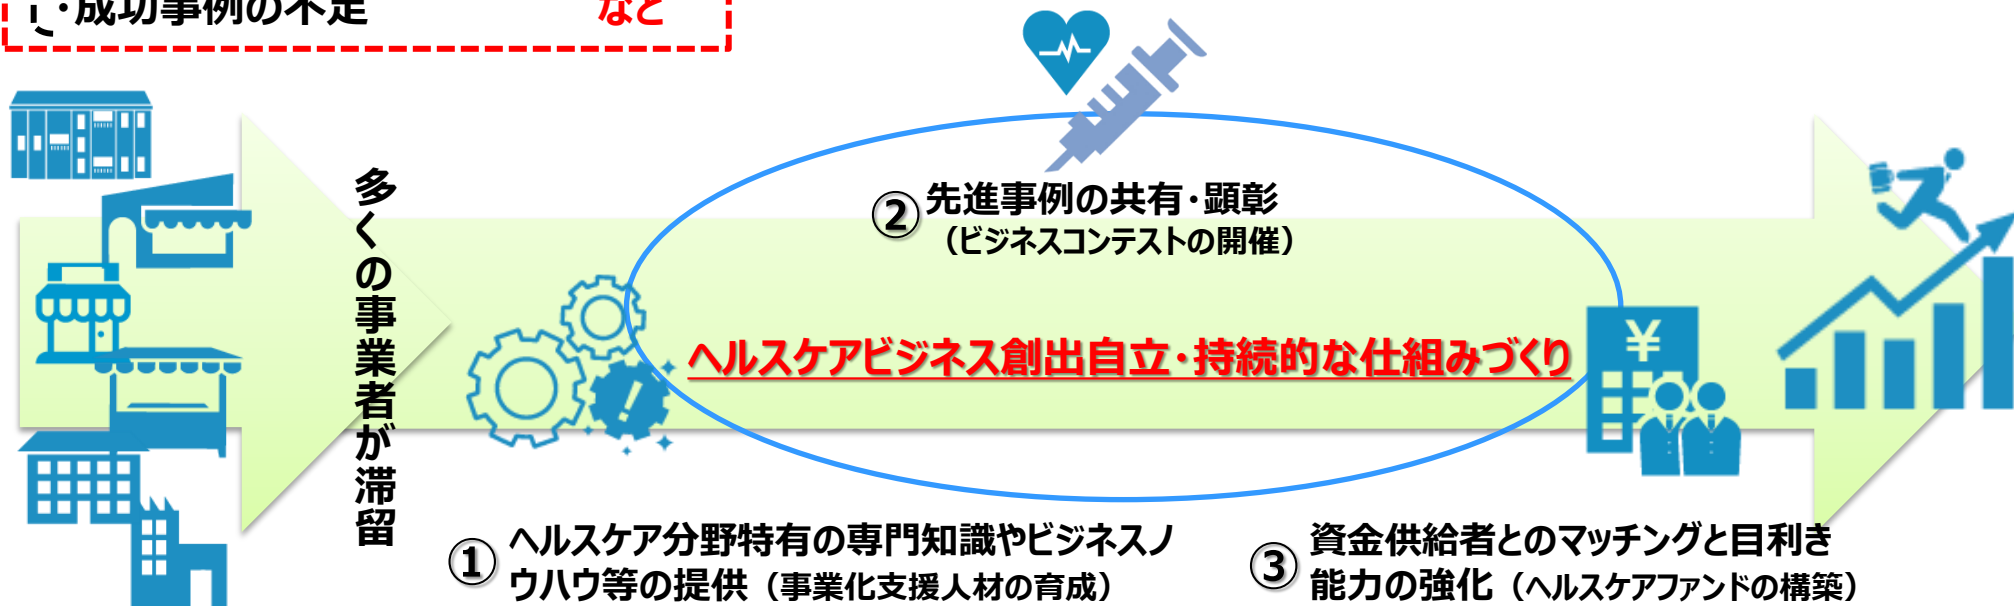 ・成功事例の不足 など
多くの事業者が滞留
② 先進事例の共有・顕彰
（ビジネスコンテストの開催）
ヘルスケアビジネス創出自立・持続的な仕組みづくり
¥
① ヘルスケア分野特有の専門知識やビジネスノ
ウハウ等の提供（事業化支援人材の育成）
③ 資金供給者とのマッチングと目利き
能力の強化（ヘルスケアファンドの構築）